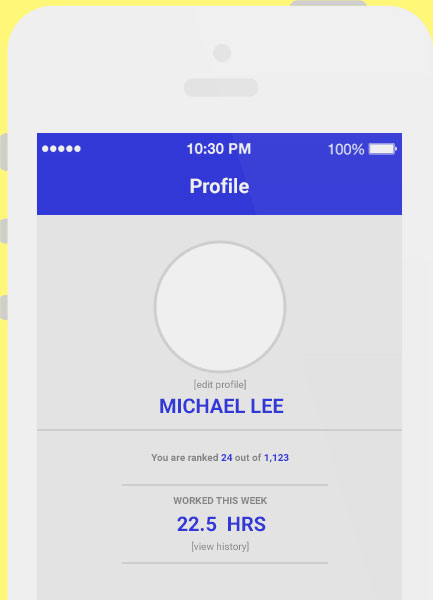 10:30 PM 100%
Profile
[edit profile]
MICHAEL LEE
You are ranked 24 out of 1,123
WORKED THIS WEEK
22.5 HRS
[view history]